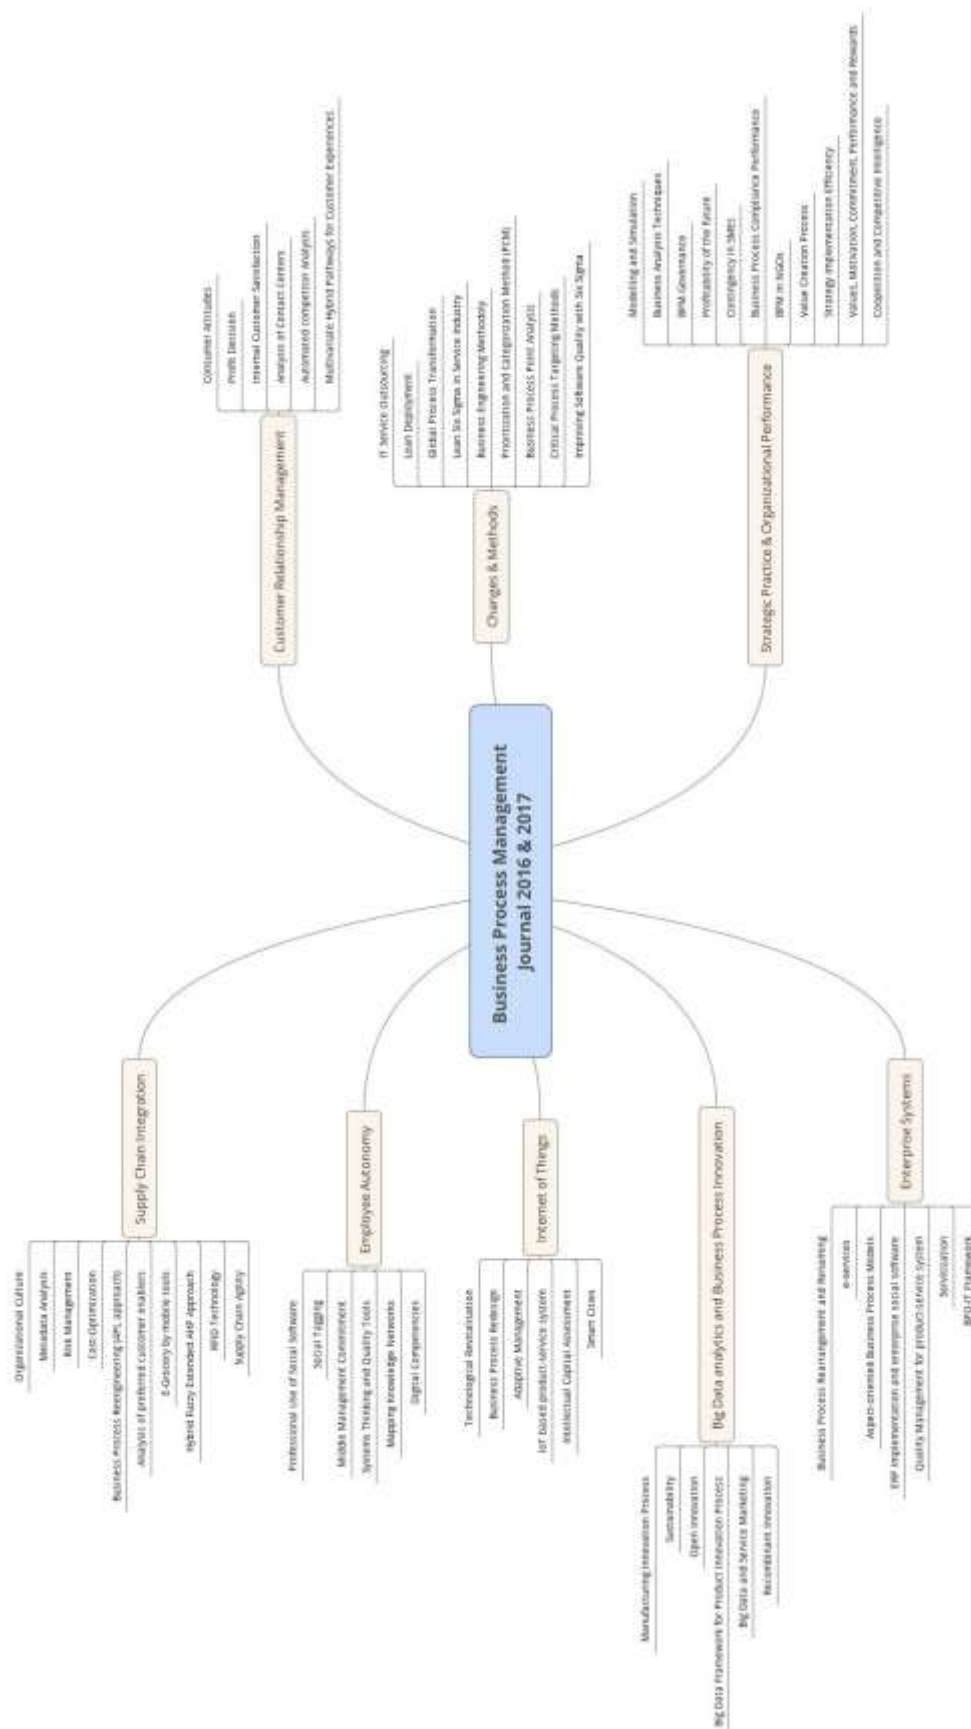 Business Process Management
Journal 2016 & 2017
Customer Relationship Management
Consumer Attitudes
Profit Decision
Internal Customer Satisfaction
Analysis of Contact Centers
Automated competition Analysis
Multivariate Hybrid Pathways for Customer Experiences
Changes & Methods
IT Service Outsourcing
Lean Deployment
Global Process Transformation
Lean Six Sigma in Service Industry
Business Engineering Methodoly
Prioritization and Categorization Method (PCM)
Business Process Point Analysis
Critical Process Targeting Methods
Improving Software Quality with Six Sigma
Strategic Practice & Organizational Performance
Modelling and Simulation
Business Analysis Techniques
BPM Governance
Profitability of the Future
Contingency in SMEs
Business Process Compliance Performance
BPM in NGOs
Value Creation Process
Strategy Implementation Efficiency
Values, Motivation, Commitment, Performance and Rewards
Coopetition and Competitive Intelligence
Supply Chain Integration
Organizational Culture
Metadata Analysis
Risk Management
Cost-Optimization
Business Process Reengineering (APL approach)
Analysis of preferred customer enablers
E-Grocery by mobile tools
Hybrid Fuzzy Extended AHP Approach
RFID Technology
Supply Chain Agility
Employee Autonomy
Professional Use of Social Software
Social Tagging
Middle Management Commitment
Systems Thinking and Quality Tools
Mapping Knowledge Networks
Digital Competencies
Internet of Things
Technological Revitalisation
Business Process Redesign
Adaptive Management
IoT based product-service system
Intellectual Capital Assessment
Smart Cities
Big Data analytics and Business Process Innovation
Manufacturing Innovation Process
Sustainability
Open Innovation
Big Data Framework for Product Innovation Process
Big Data and Service Marketing
Recombinant Innovation
Enterprise Systems
Business Process Rearrangement and Renaming
e-services
Aspect-oriented Business Process Models
ERP implementation and enterprise social software
Quality Management for product-service system
Servitization
BPO-IT Framework